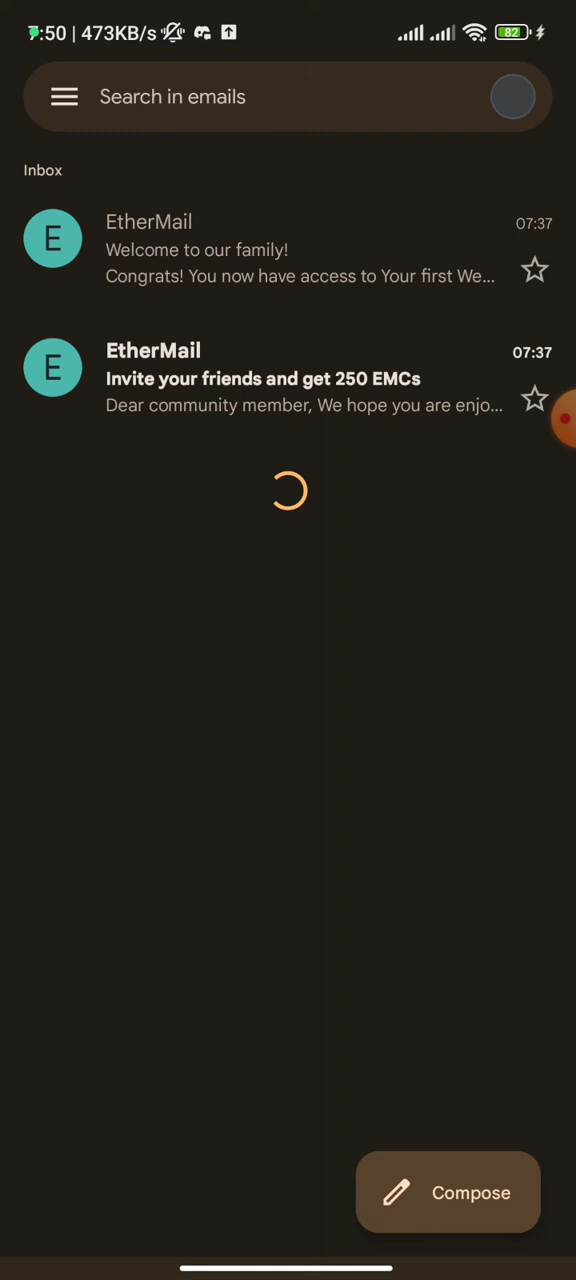 7:50 | 473KB/s
82
Search in emails
Inbox
EtherMail
07:37
Welcome to our family!
Congrats! You now have access to Your first We...
EtherMail
07:37
Invite your friends and get 250 EMCs
Dear community member, We hope you are enjo...
E
E
Compose